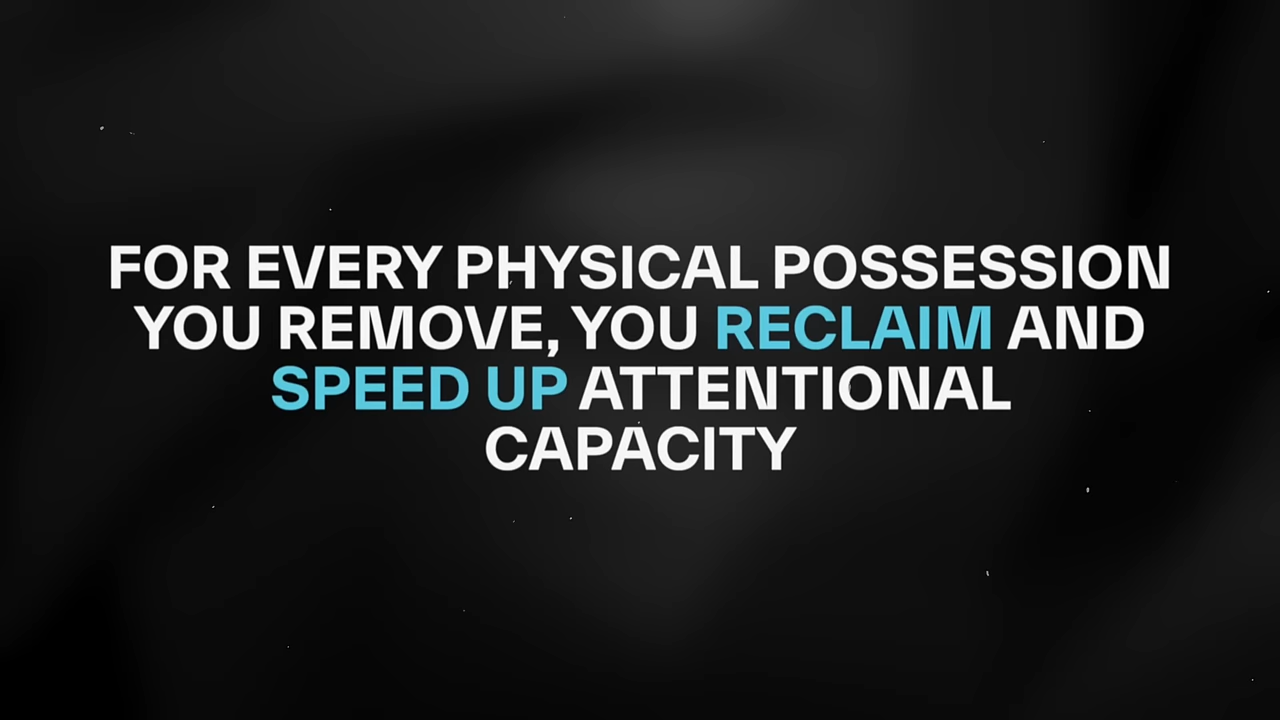 FOR EVERY PHYSICAL POSSESSION
YOU REMOVE, YOU RECLAIM AND
SPEED UP ATTENTIONAL
CAPACITY